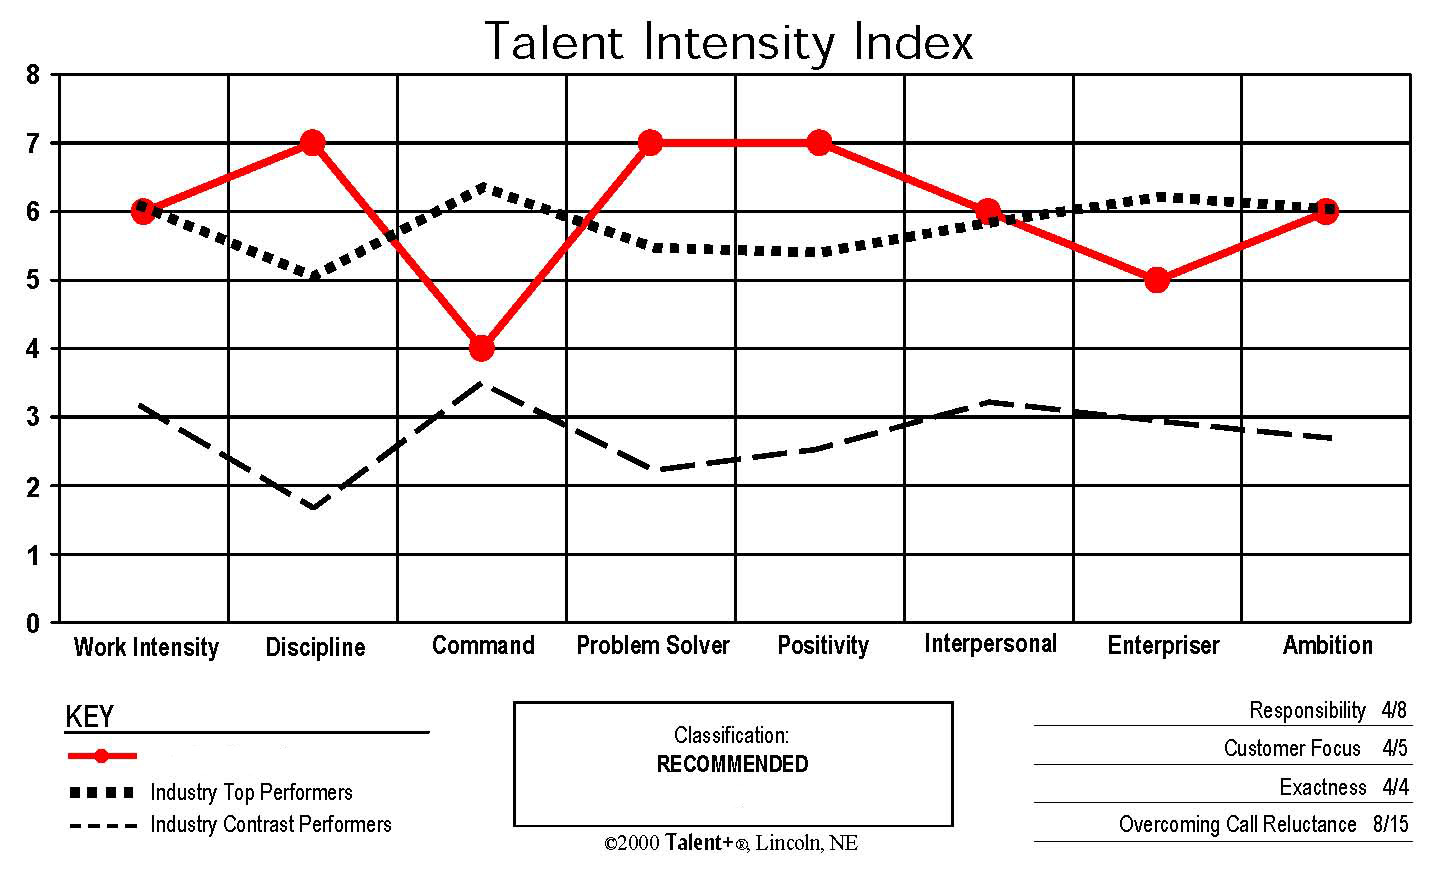 Talent Intensity Index
8
7
6
5
4
3
2
1
0
Work Intensity Discipline Command Problem Solver Positivity Interpersonal Enterpriser Ambition
KEY
Industry Top Performers
Industry Contrast Performers
Classification:
RECOMMENDED
©2000 Talent+®, Lincoln, NE
Responsibility 4/8
Customer Focus 4/5
Exactness 4/4
Overcoming Call Reluctance 8/15